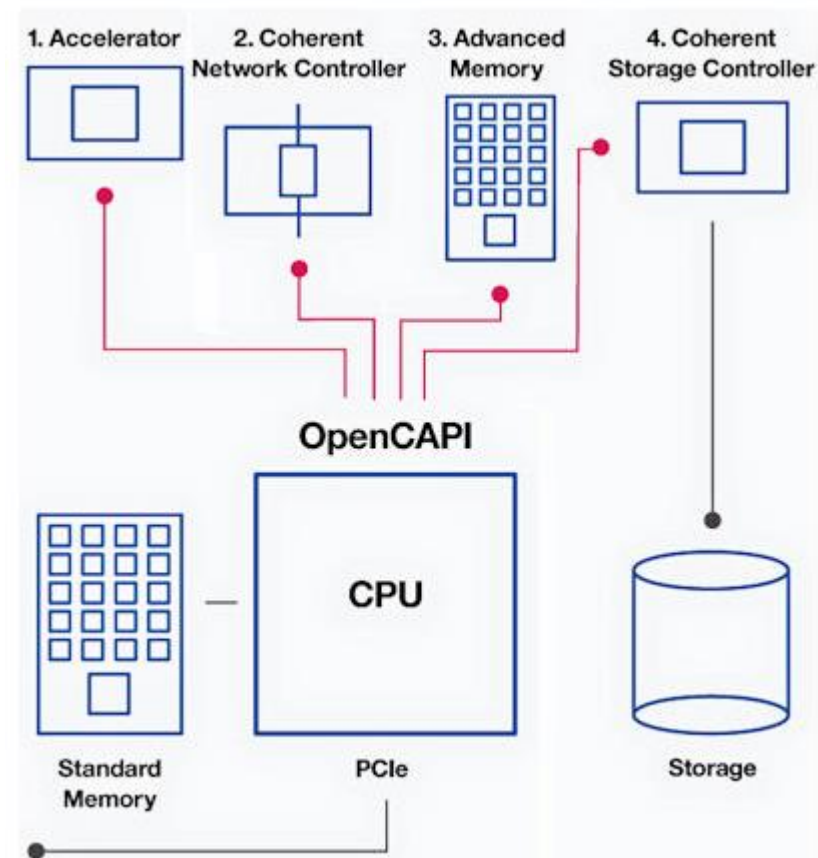 1. Accelerator
2. Coherent
Network Controller
3. Advanced
Memory
4. Coherent
Storage Controller
OpenCAPI
CPU
Standard
Memory
PCIe
Storage